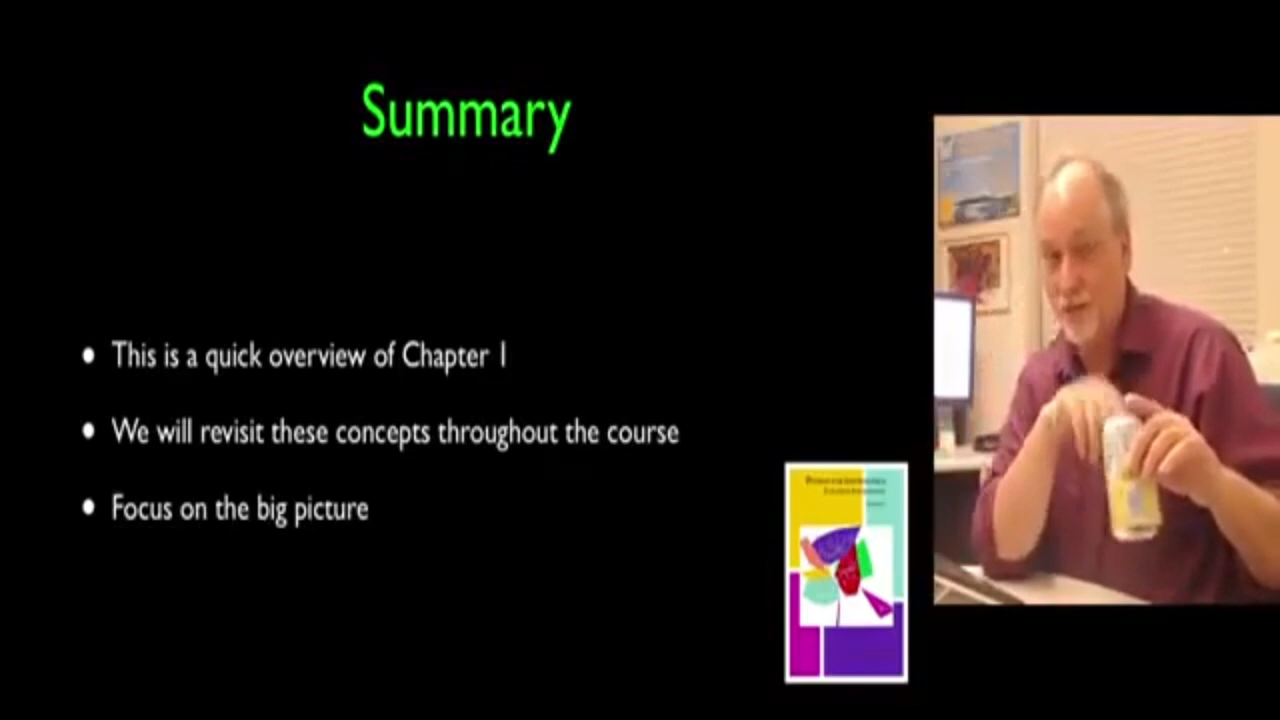 Summary
This is a quick overview of Chapter 1
We will revisit these concepts throughout the course
Focus on the big picture